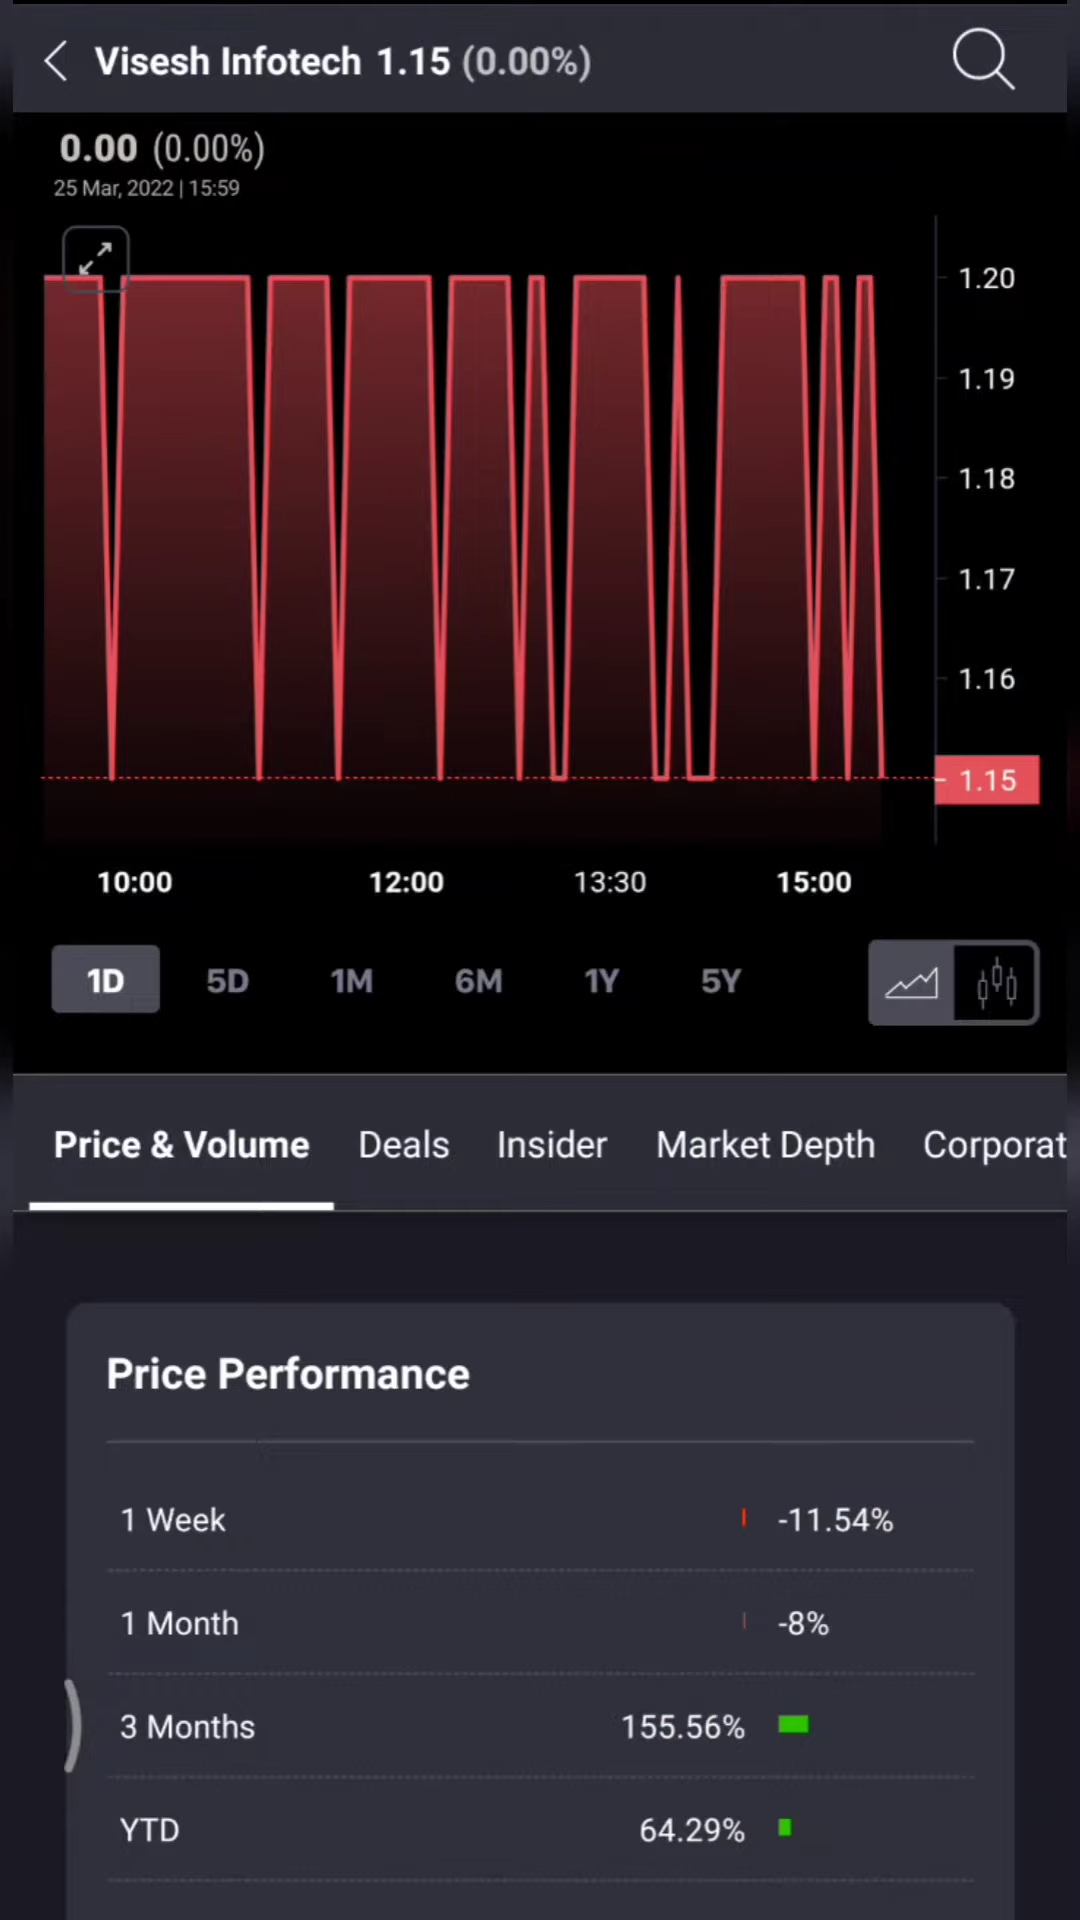 Visesh Infotech 1.15 (0.00%)
0.00 (0.00%)
25 Mar, 2022 | 15:59
1.20
1.19
1.18
1.17
1.16
1.15
10:00 12:00 13:30 15:00
1D 5D 1M 6M 1Y 5Y
Price & Volume Deals Insider Market Depth Corporat
Price Performance
1 Week -11.54%
1 Month -8%
3 Months 155.56%
YTD 64.29%